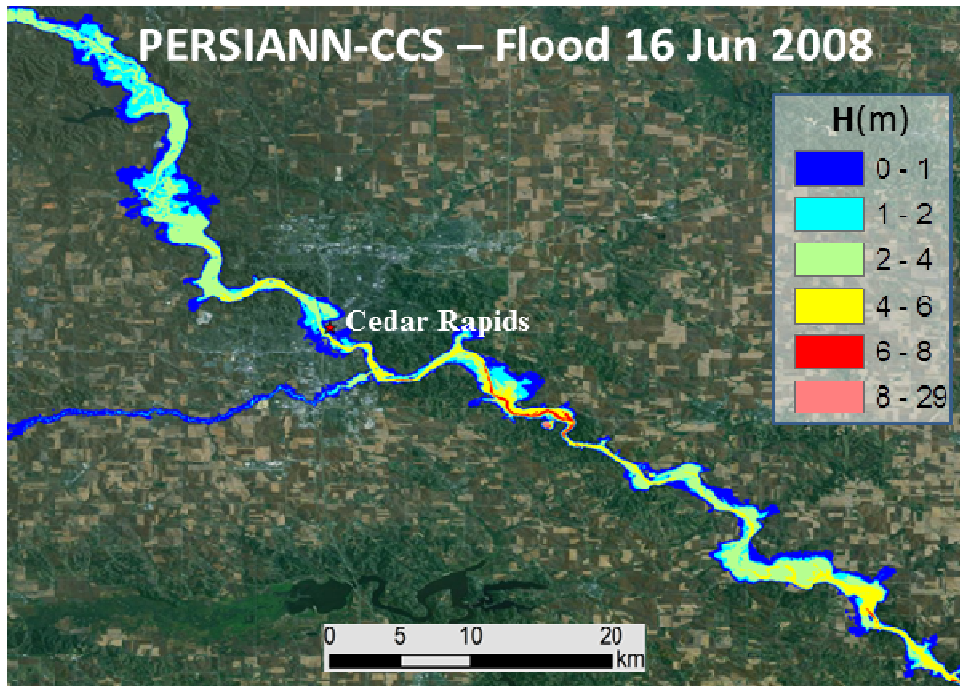 PERSIANN-CCS – Flood 16 Jun 2008
H(m)
0 - 1
1 - 2
2 - 4
4 - 6
6 - 8
8 - 29
Cedar Rapids
0 5 10 20
km